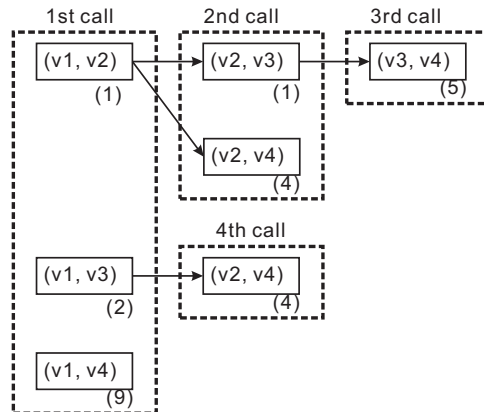 1st call 2nd call 3rd call
(v1, v2) (v2, v3) (v3, v4)
(1) (1) (5)
(v2, v4)
(4)
4th call
(v1, v3) (v2, v4)
(2) (4)
(v1, v4)
(9)